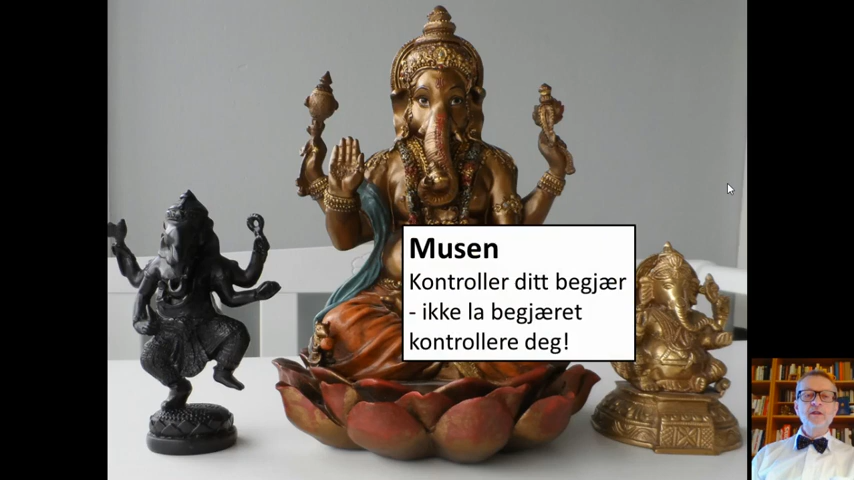 Musen
Kontroller ditt begjær
- ikke la begjæret
kontrollere deg!